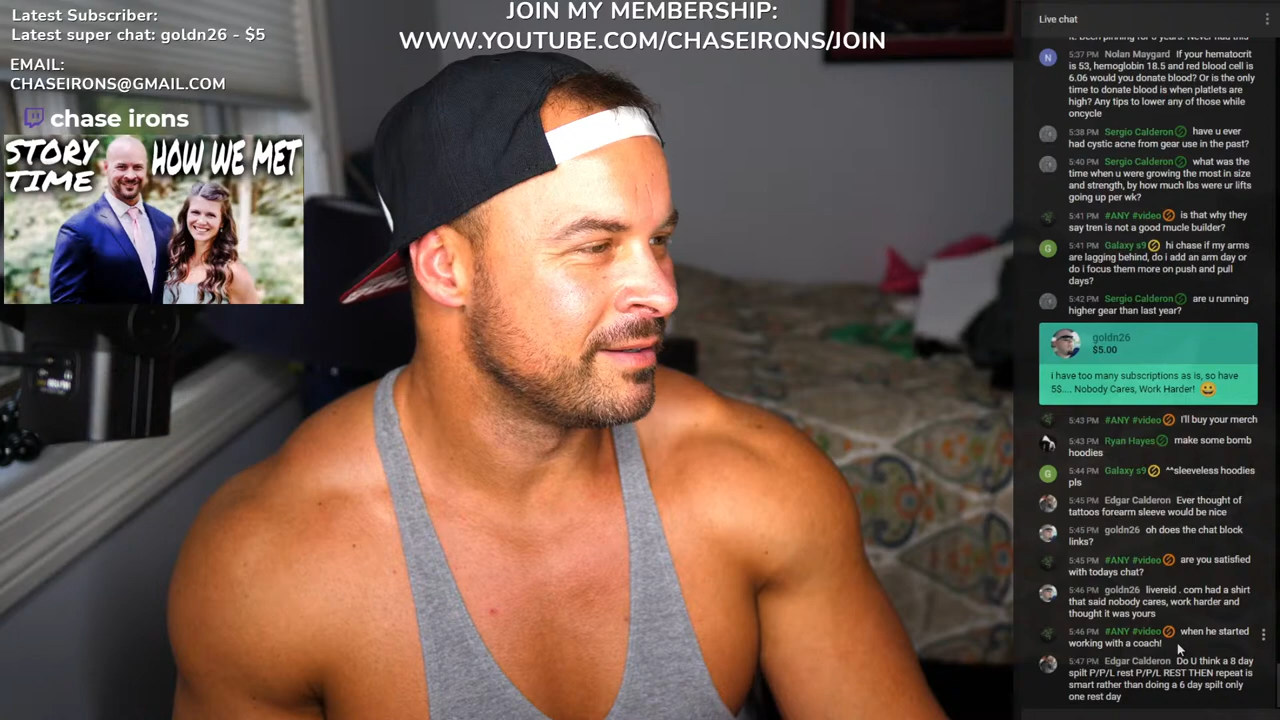 Latest Subscriber:
Latest super chat: goldn26 - $5
EMAIL:
CHASEIRONS@GMAIL.COM
chase irons
STORY TIME
HOW WE MET
JOIN MY MEMBERSHIP:
WWW.YOUTUBE.COM/CHASEIRONS/JOIN
Live chat
N
5:37 PM Nolan Maygard If your hematocrit
is 53, hemoglobin 18.5 and red blood cell is
6.06 would you donate blood? Or is the only
time to donate blood is when platlets are
high? Any tips to lower any of those while
oncycle
5:38 PM Sergio Calderon have u ever
had cystic acne from gear use in the past?
5:40 PM Sergio Calderon what was the
time when u were growing the most in size
and strength, by how much lbs were ur lifts
going up per wk?
5:41 PM #ANY #video is that why they
say tren is not a good mucle builder?
G
5:41 PM Galaxy s9 hi chase if my arms
are lagging behind, do i add an arm day or
do i focus them more on push and pull
days?
5:42 PM Sergio Calderon are u running
higher gear than last year?
goldn26
$5.00
i have too many subscriptions as is, so have
5$.... Nobody Cares, Work Harder! 😀
5:43 PM #ANY #video I'll buy your merch
5:43 PM Ryan Hayes make some bomb
hoodies
G
5:44 PM Galaxy s9 ^^sleeveless hoodies
pls
5:45 PM Edgar Calderon Ever thought of
tattoos forearm sleeve would be nice
5:45 PM goldn26 oh does the chat block
links?
5:45 PM #ANY #video are you satisfied
with todays chat?
5:46 PM goldn26 livereid . com had a shirt
that said nobody cares, work harder and
thought it was yours
5:46 PM #ANY #video when he started
working with a coach!
5:47 PM Edgar Calderon Do U think a 8 day
spilt P/P/L rest P/P/L REST THEN repeat is
smart rather than doing a 6 day spilt only
one rest day